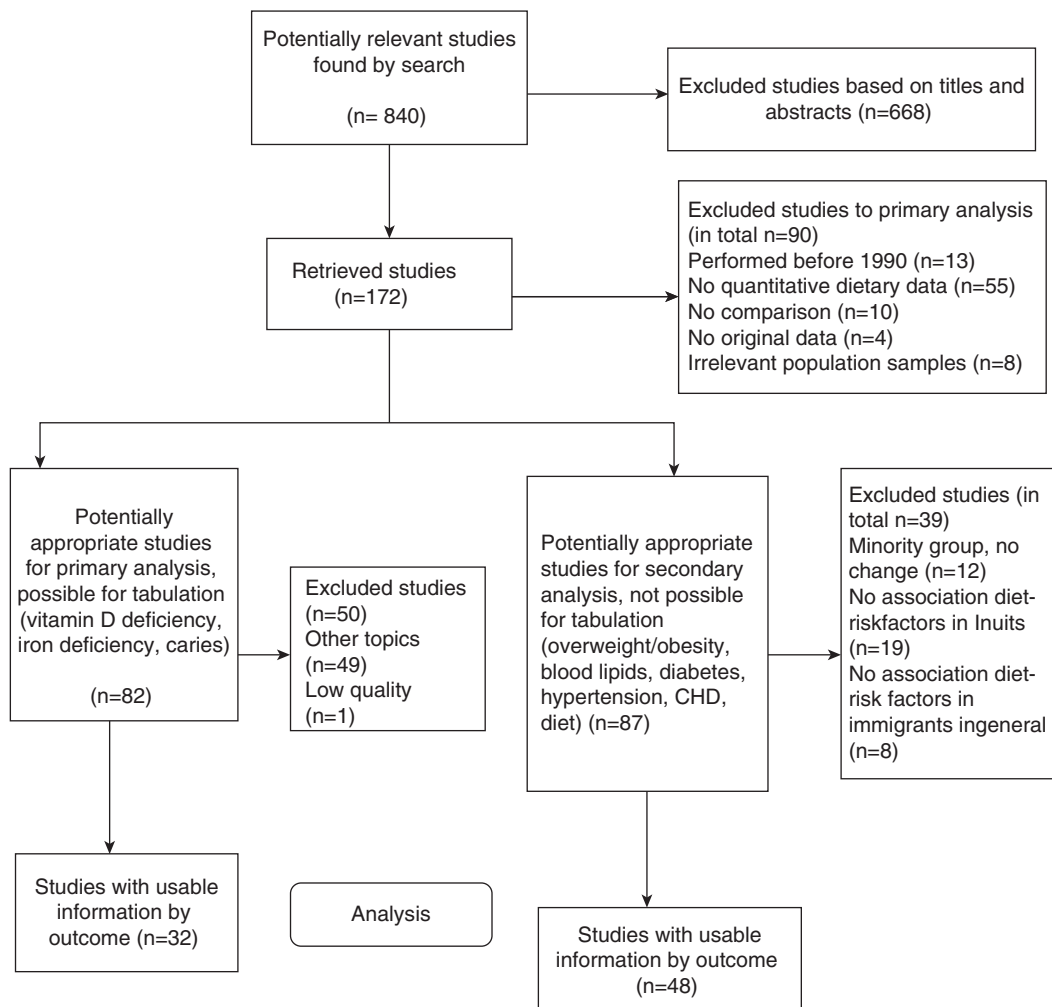 Potentially relevant studies
found by search
(n= 840)
Excluded studies based on titles and
abstracts (n=668)
Retrieved studies
(n=172)
Excluded studies to primary analysis
(in total n=90)
Performed before 1990 (n=13)
No quantitative dietary data (n=55)
No comparison (n=10)
No original data (n=4)
Irrelevant population samples (n=8)
Potentially
appropriate studies
for primary analysis,
possible for tabulation
(vitamin D deficiency,
iron deficiency, caries)
(n=82)
Excluded studies
(n=50)
Other topics
(n=49)
Low quality
(n=1)
Potentially appropriate
studies for secondary
analysis, not possible
for tabulation
(overweight/obesity,
blood lipids, diabetes,
hypertension, CHD,
diet) (n=87)
Excluded studies (in
total n=39)
Minority group, no
change (n=12)
No association diet-
riskfactors in Inuits
(n=19)
No association diet-
risk factors in
immigrants ingeneral
(n=8)
Studies with usable
information by
outcome (n=32)
Analysis
Studies with usable
information by outcome
(n=48)